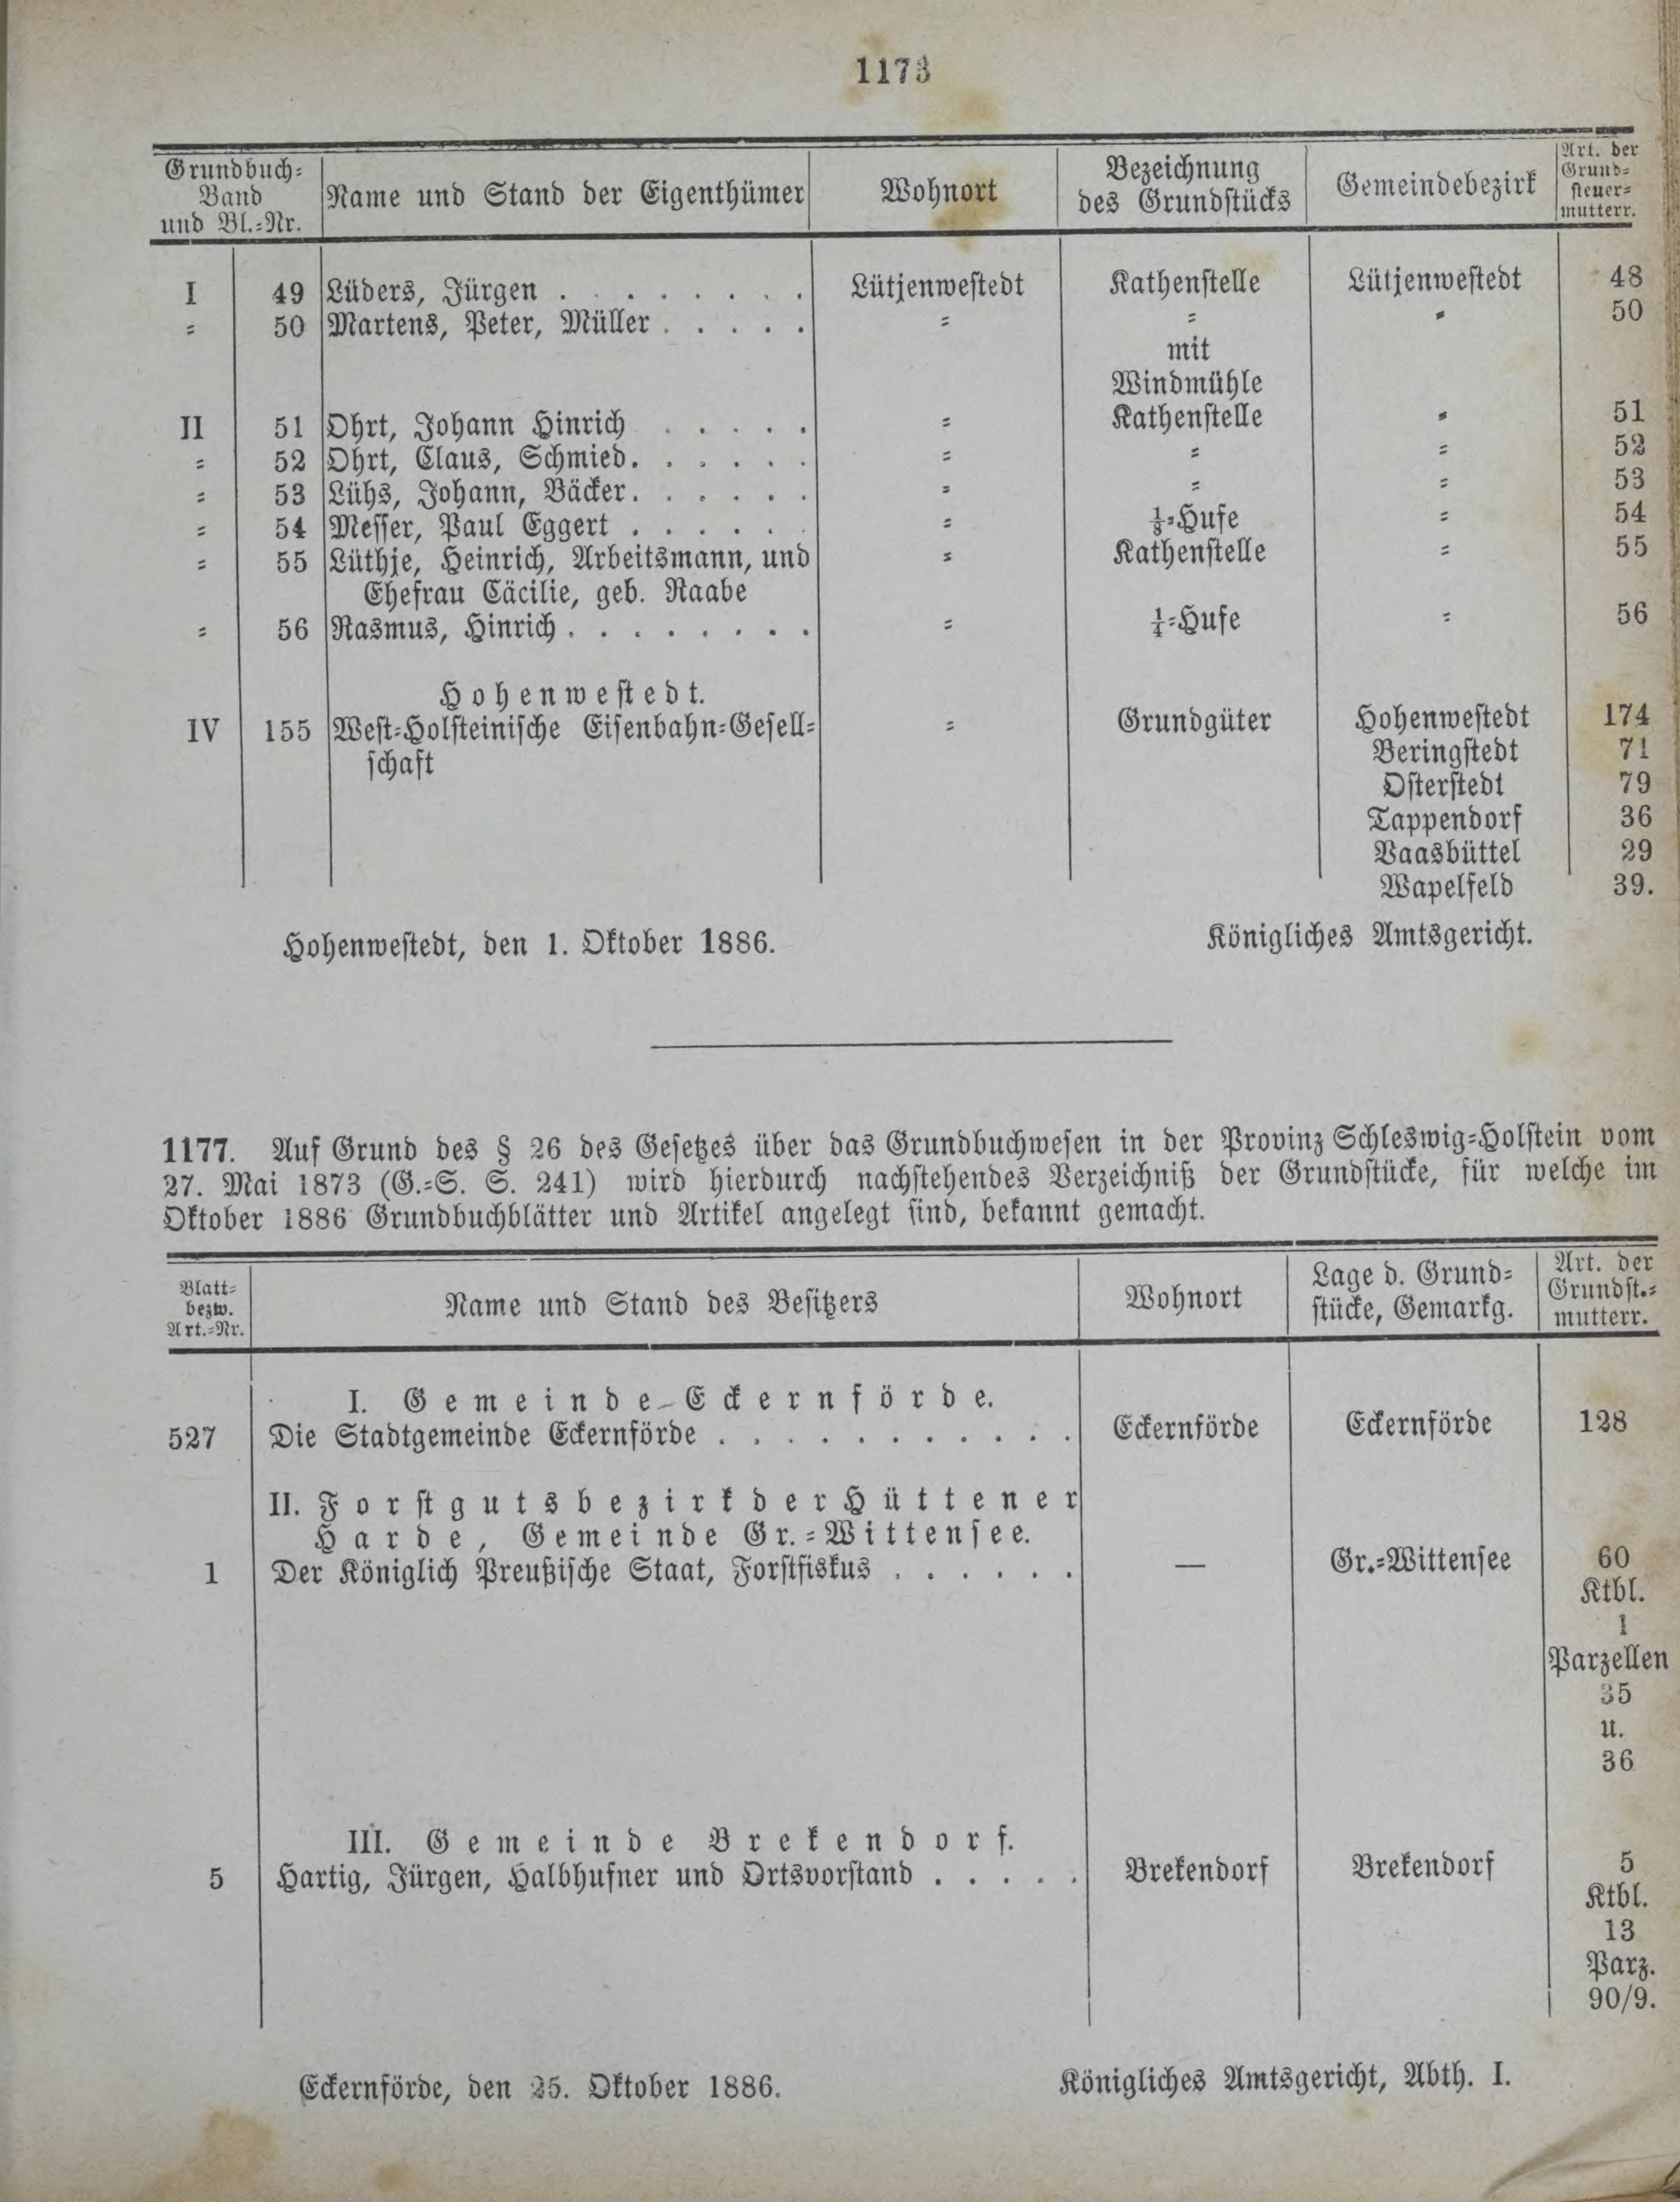 1173
Grundbuch= Band und Bl.=Nr. Name und Stand der Eigenthümer Wohnort Bezeichnung des Grundstücks Gemeindebezirk Art. der Grund= steuer= mutterr.
I 49 Lüders, Jürgen . . . . . . . . Lütjenwestedt Kathenstelle Lütjenwestedt 48
= 50 Martens, Peter, Müller . . . . . = = = 50
mit
Windmühle
II 51 Ohrt, Johann Hinrich . . . . . = Kathenstelle = 51
= 52 Ohrt, Claus, Schmied. . . . . . = = = 52
= 53 Lühs, Johann, Bäcker. . . . . . = = = 53
= 54 Messer, Paul Eggert . . . . . . = 1/8=Hufe = 54
= 55 Lüthje, Heinrich, Arbeitsmann, und = Kathenstelle = 55
Ehefrau Cäcilie, geb. Raabe
= 56 Rasmus, Hinrich . . . . . . . . = 1/4=Hufe = 56
Hohenwestedt.
IV 155 West=Holsteinische Eisenbahn=Gesell= = Grundgüter Hohenwestedt 174
schaft Beringstedt 71
Osterstedt 79
Tappendorf 36
Vaasbüttel 29
Wapelfeld 39.
Hohenwestedt, den 1. Oktober 1886. Königliches Amtsgericht.
1177. Auf Grund des § 26 des Gesetzes über das Grundbuchwesen in der Provinz Schleswig=Holstein vom
27. Mai 1873 (G.=S. S. 241) wird hierdurch nachstehendes Verzeichniß der Grundstücke, für welche im
Oktober 1886 Grundbuchblätter und Artikel angelegt sind, bekannt gemacht.
Blatt= bezw. Art.=Nr. Name und Stand des Besitzers Wohnort Lage d. Grund= stücke, Gemarkg. Art. der Grundst.= mutterr.
I. Gemeinde Eckernförde.
527 Die Stadtgemeinde Eckernförde . . . . . . . . . . . Eckernförde Eckernförde 128
II. Forstgutsbezirk der Hüttener
Harde, Gemeinde Gr.=Wittensee.
1 Der Königlich Preußische Staat, Forstfiskus . . . . . . — Gr.=Wittensee 60
Ktbl.
1
Parzellen
35
u.
36
III. Gemeinde Brekendorf.
5 Hartig, Jürgen, Halbhufner und Ortsvorstand . . . . . Brekendorf Brekendorf 5
Ktbl.
13
Parz.
90/9.
Eckernförde, den 25. Oktober 1886. Königliches Amtsgericht, Abth. I.